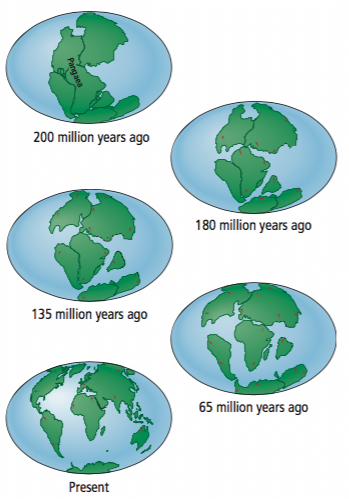 Pangaea
200 million years ago
180 million years ago
135 million years ago
65 million years ago
Present